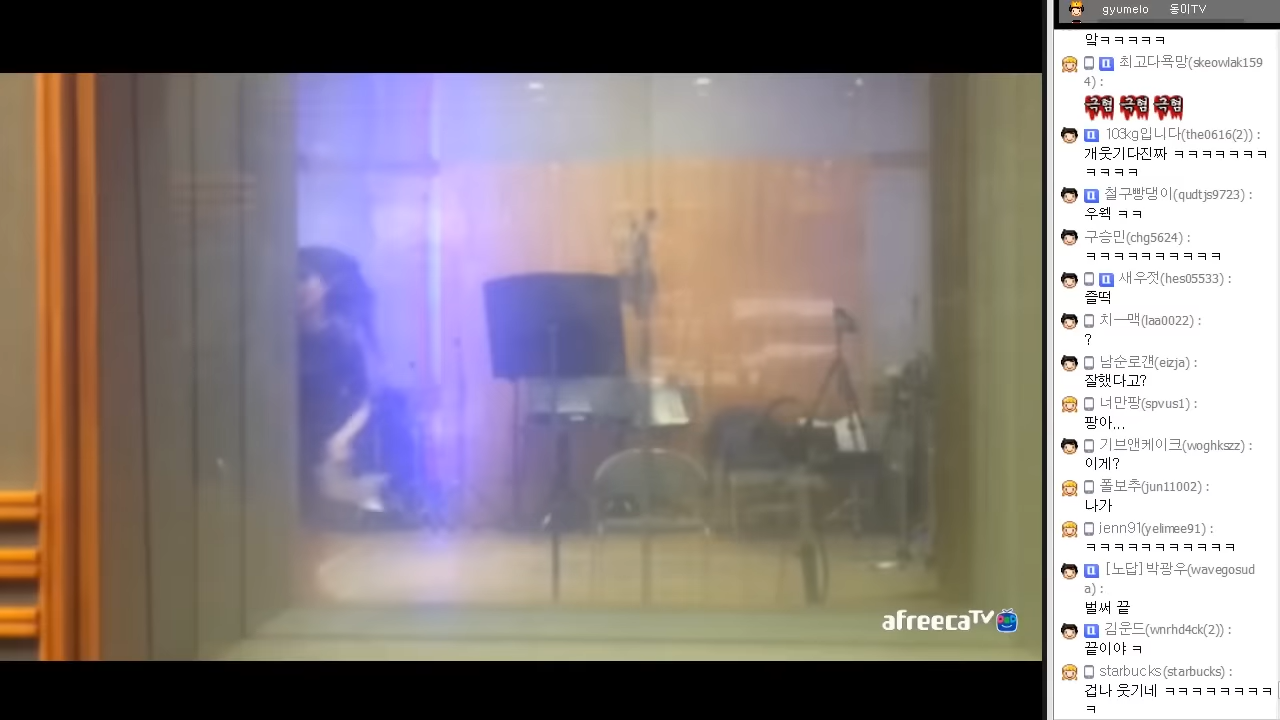 gyumelo 동이TV
앜ㅋㅋㅋㅋㅋ
최고다욕망(skeowlak159
4) :
극혐 극혐 극혐
103kg입니다(the0616(2)) :
개웃기다진짜 ㅋㅋㅋㅋㅋㅋㅋ
ㅋㅋㅋㅋ
철구빵댕이(qudtjs9723) :
우웩 ㅋㅋ
구승민(chg5624) :
ㅋㅋㅋㅋㅋㅋㅋㅋㅋㅋ
새우젓(hes05533) :
즐떡
치—맥(laa0022) :
?
남순로갠(eizja) :
잘했다고?
너만팡(spvus1) :
팡아...
기브앤케이크(woghkszz) :
이게?
폴보추(jun11002) :
나가
ienn91(yelimee91) :
ㅋㅋㅋㅋㅋㅋㅋㅋㅋㅋㅋ
[노답]박광우(wavegosud
a) :
벌써 끝
afreecaTV
김운드(wnrhd4ck(2)) :
끝이야 ㅋ
starbucks(starbucks) :
겁나 웃기네 ㅋㅋㅋㅋㅋㅋㅋㅋ
ㅋ